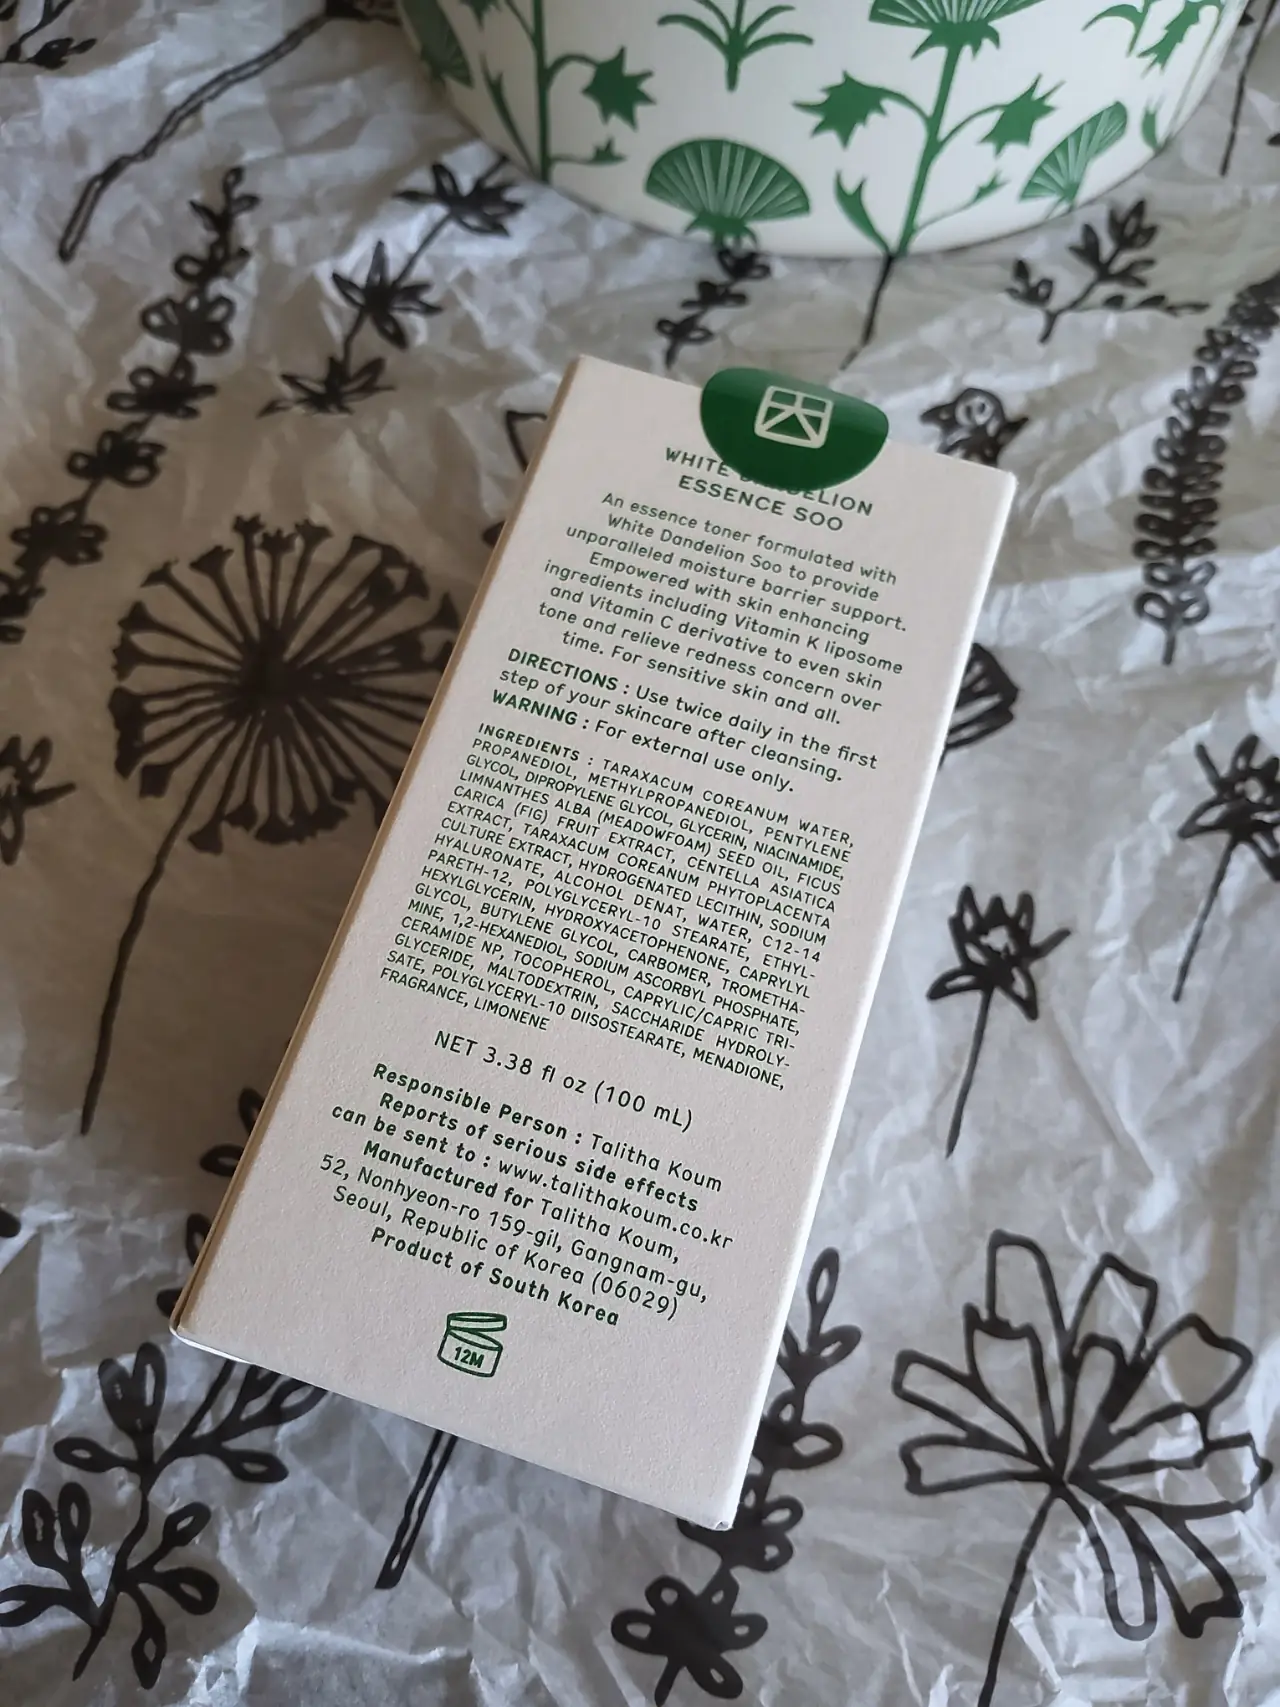 WHITE ELION
ESSENCE SOO
An essence toner formulated with
White Dandelion Soo to provide
unparalleled moisture barrier support.
Empowered with skin enhancing
ingredients including Vitamin K liposome
and Vitamin C derivative to even skin
tone and relieve redness concern over
time. For sensitive skin and all.
DIRECTIONS : Use twice daily in the first
step of your skincare after cleansing.
WARNING : For external use only.
INGREDIENTS : TARAXACUM COREANUM WATER,
PROPANEDIOL, METHYLPROPANEDIOL, PENTYLENE
GLYCOL, DIPROPYLENE GLYCOL, GLYCERIN, NIACINAMIDE,
LIMNANTHES ALBA (MEADOWFOAM) SEED OIL, FICUS
CARICA (FIG) FRUIT EXTRACT, CENTELLA ASIATICA
EXTRACT, TARAXACUM COREANUM PHYTOPLACENTA
CULTURE EXTRACT, HYDROGENATED LECITHIN, SODIUM
HYALURONATE, ALCOHOL DENAT, WATER, C12-14
PARETH-12, POLYGLYCERYL-10 STEARATE, ETHYL-
HEXYLGLYCERIN, HYDROXYACETOPHENONE, CAPRYLYL
GLYCOL, BUTYLENE GLYCOL, CARBOMER, TROMETHA-
MINE, 1,2-HEXANEDIOL, SODIUM ASCORBYL PHOSPHATE,
CERAMIDE NP, TOCOPHEROL, CAPRYLIC/CAPRIC TRI-
GLYCERIDE, MALTODEXTRIN, SACCHARIDE HYDROLY-
SATE, POLYGLYCERYL-10 DIISOSTEARATE, MENADIONE,
FRAGRANCE, LIMONENE
NET 3.38 fl oz (100 mL)
Responsible Person : Talitha Koum
Reports of serious side effects
can be sent to : www.talithakoum.co.kr
Manufactured for Talitha Koum,
52, Nonhyeon-ro 159-gil, Gangnam-gu,
Seoul, Republic of Korea (06029)
Product of South Korea
12M